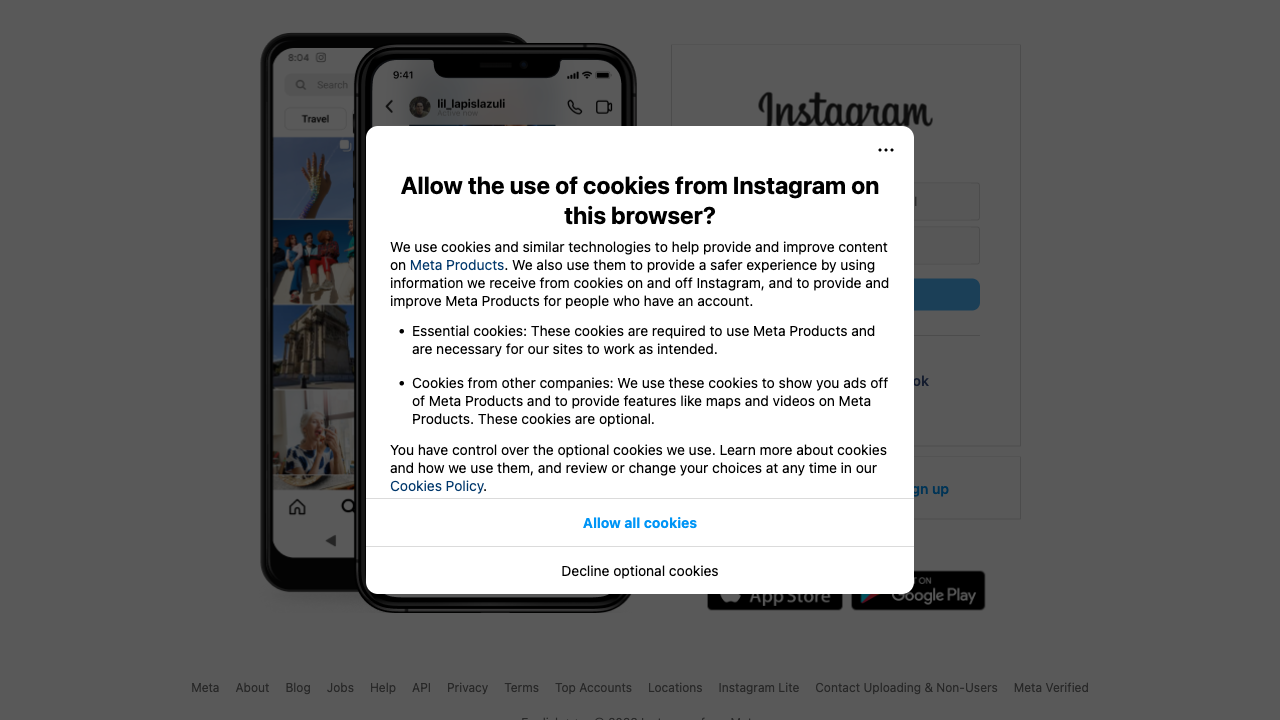 8:04
Search
Travel
9:41
lil_lapislazuli
Instagram
Allow the use of cookies from Instagram on
this browser?
We use cookies and similar technologies to help provide and improve content
on Meta Products. We also use them to provide a safer experience by using
information we receive from cookies on and off Instagram, and to provide and
improve Meta Products for people who have an account.
• Essential cookies: These cookies are required to use Meta Products and
are necessary for our sites to work as intended.
• Cookies from other companies: We use these cookies to show you ads off
of Meta Products and to provide features like maps and videos on Meta
Products. These cookies are optional.
You have control over the optional cookies we use. Learn more about cookies
and how we use them, and review or change your choices at any time in our
Cookies Policy.
Allow all cookies
Decline optional cookies
up
App Store
ON
Google Play
Meta About Blog Jobs Help API Privacy Terms Top Accounts Locations Instagram Lite Contact Uploading & Non-Users Meta Verified